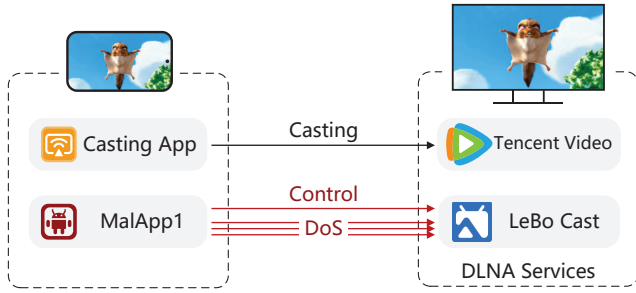 Casting App
Casting
Tencent Video
MalApp1
Control
DoS
LeBo Cast
DLNA Services